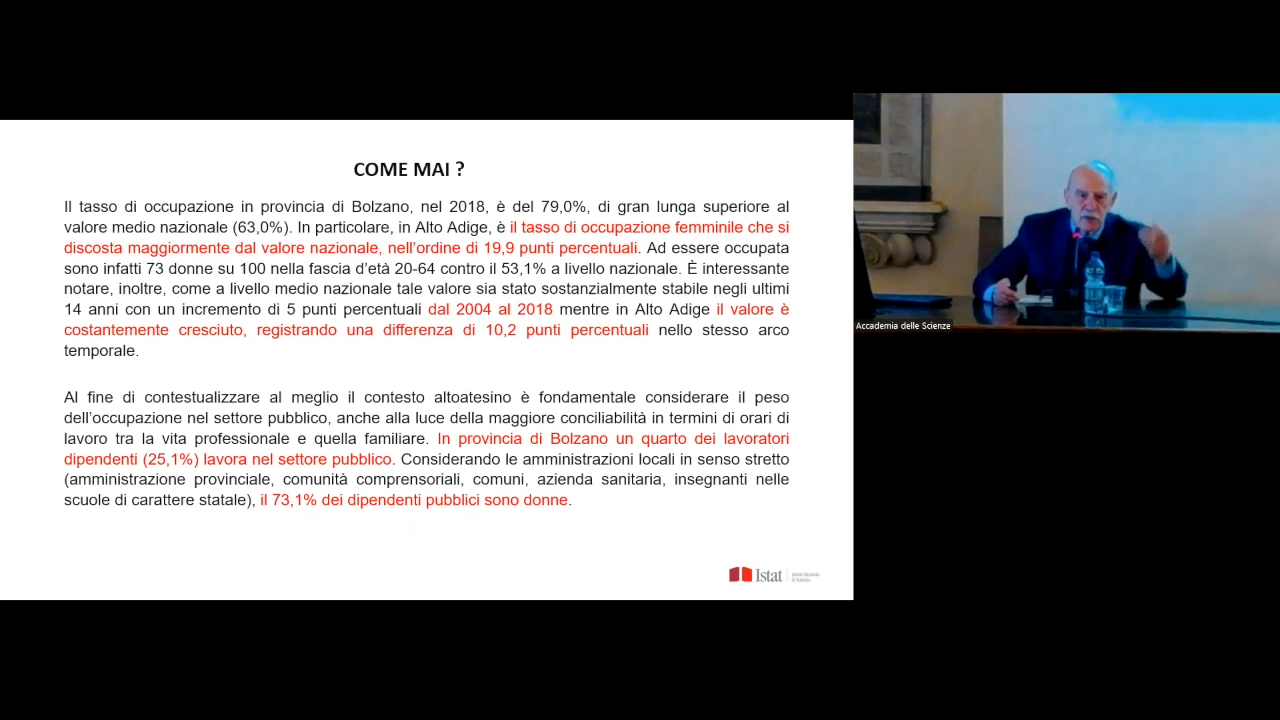 COME MAI ?
Il tasso di occupazione in provincia di Bolzano, nel 2018, è del 79,0%, di gran lunga superiore al
valore medio nazionale (63,0%). In particolare, in Alto Adige, è il tasso di occupazione femminile che si
discosta maggiormente dal valore nazionale, nell'ordine di 19,9 punti percentuali. Ad essere occupata
sono infatti 73 donne su 100 nella fascia d'età 20-64 contro il 53,1% a livello nazionale. È interessante
notare, inoltre, come a livello medio nazionale tale valore sia stato sostanzialmente stabile negli ultimi
14 anni con un incremento di 5 punti percentuali dal 2004 al 2018 mentre in Alto Adige il valore è
costantemente cresciuto, registrando una differenza di 10,2 punti percentuali nello stesso arco
temporale.
Al fine di contestualizzare al meglio il contesto altoatesino è fondamentale considerare il peso
dell'occupazione nel settore pubblico, anche alla luce della maggiore conciliabilità in termini di orari di
lavoro tra la vita professionale e quella familiare. In provincia di Bolzano un quarto dei lavoratori
dipendenti (25,1%) lavora nel settore pubblico. Considerando le amministrazioni locali in senso stretto
(amministrazione provinciale, comunità comprensoriali, comuni, azienda sanitaria, insegnanti nelle
scuole di carattere statale), il 73,1% dei dipendenti pubblici sono donne.
Istat
Accademia delle Scienze